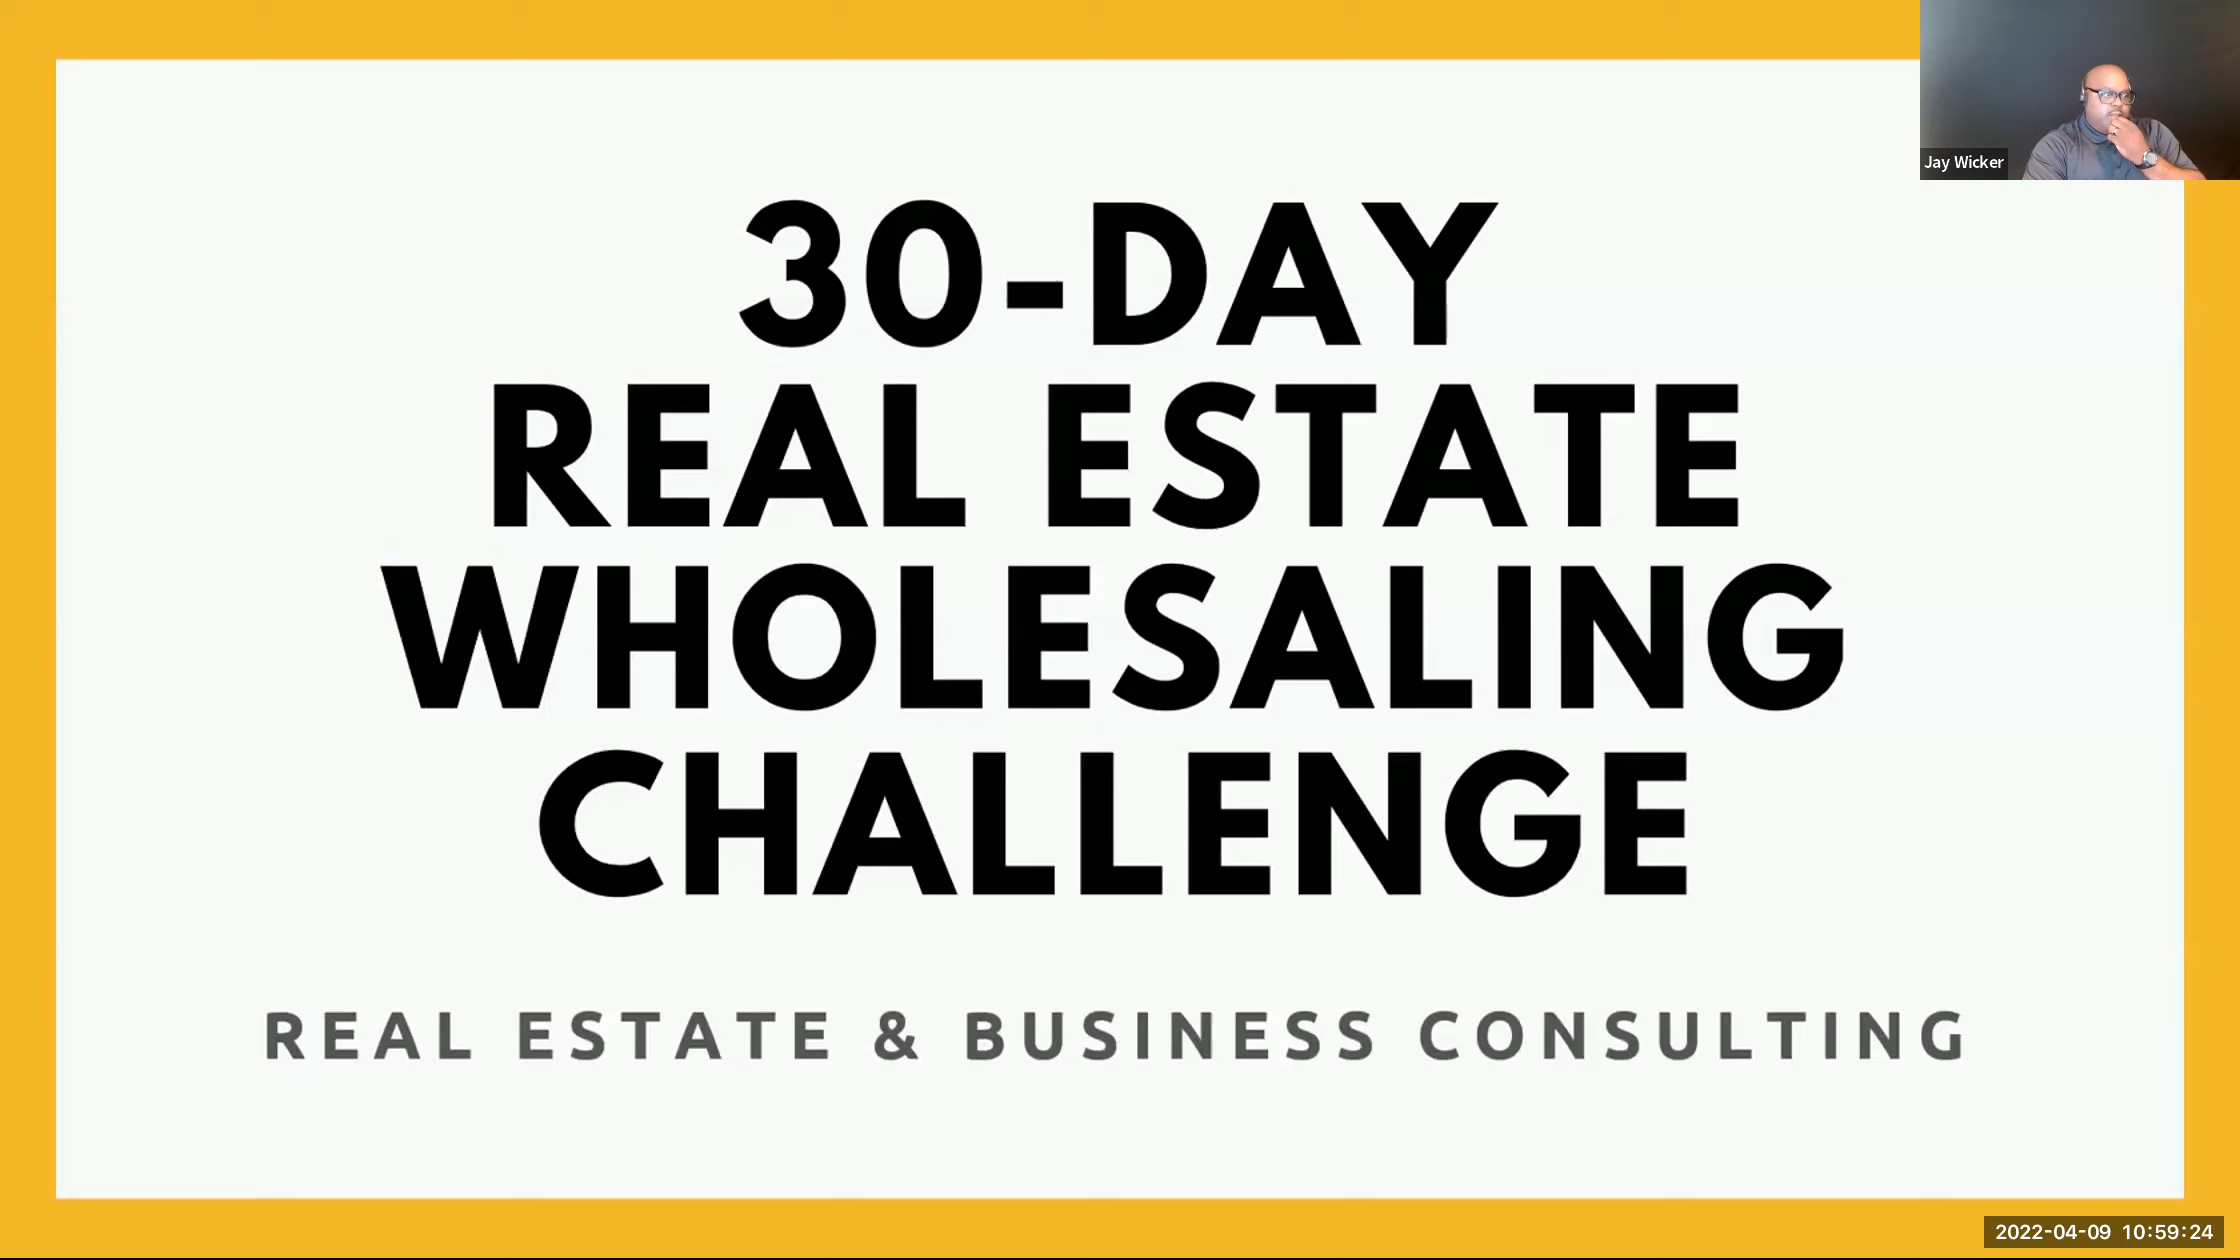 30-DAY
REAL ESTATE
WHOLESALING
CHALLENGE
REAL ESTATE & BUSINESS CONSULTING
Jay Wicker
2022-04-09 10:59:24